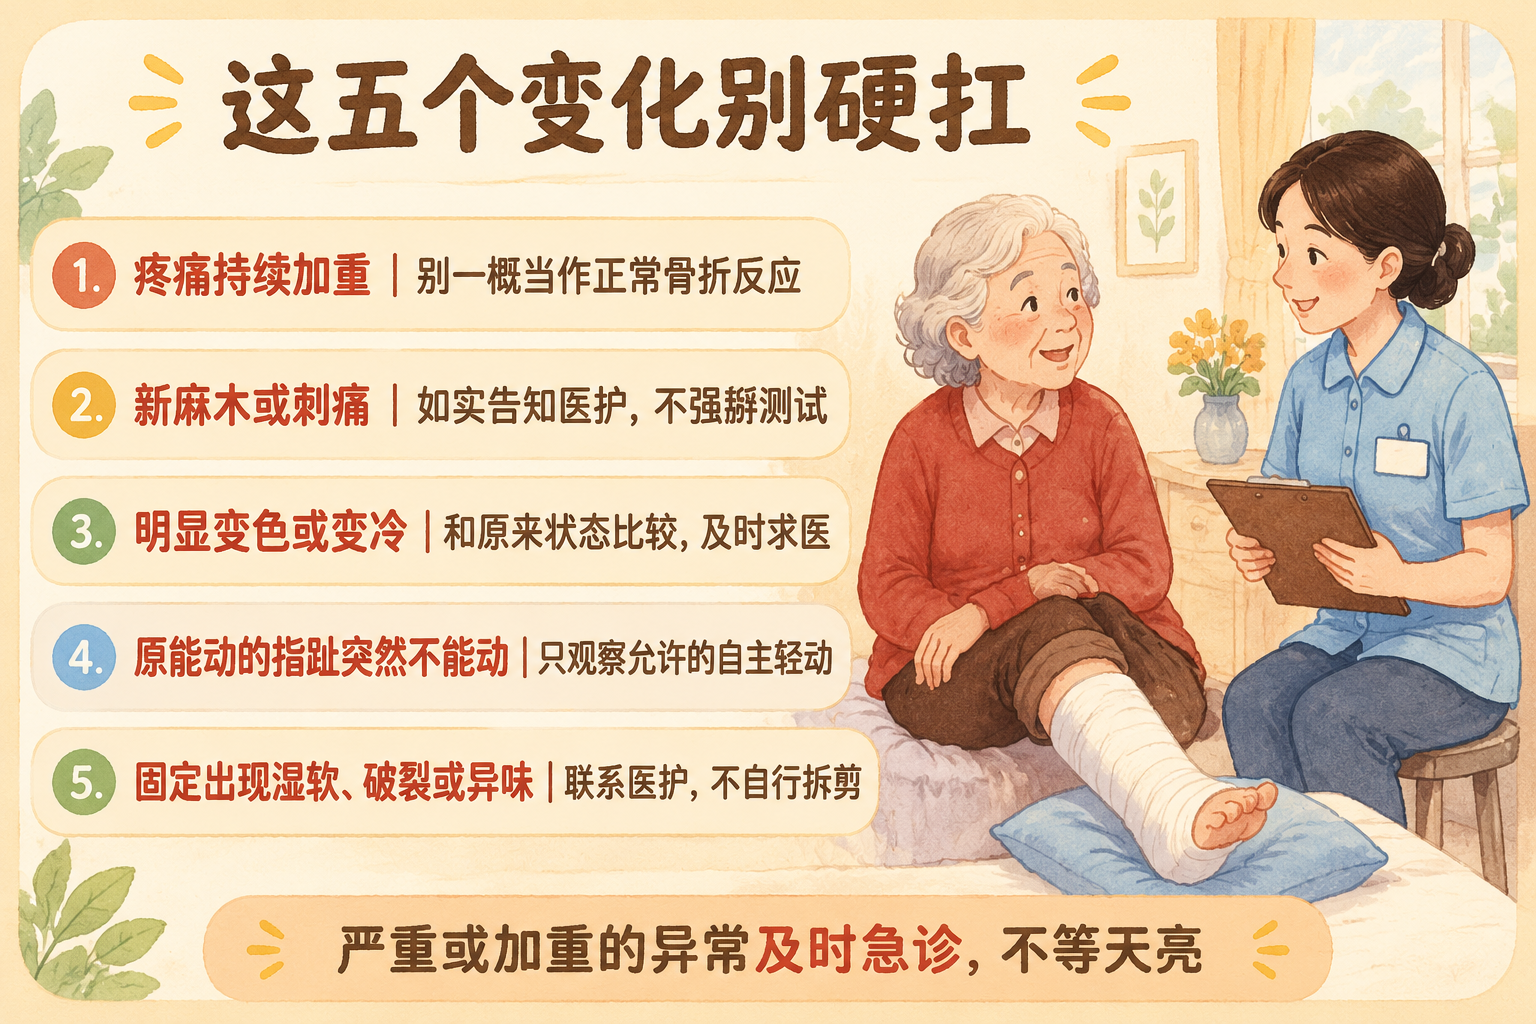 这五个变化别硬扛
1. 疼痛持续加重 | 别一概当作正常骨折反应
2. 新麻木或刺痛 | 如实告知医护, 不强掰测试
3. 明显变色或变冷 | 和原来状态比较, 及时求医
4. 原能动的指趾突然不能动 | 只观察允许的自主轻动
5. 固定出现湿软、破裂或异味 | 联系医护, 不自行拆剪
严重或加重的异常及时急诊, 不等天亮